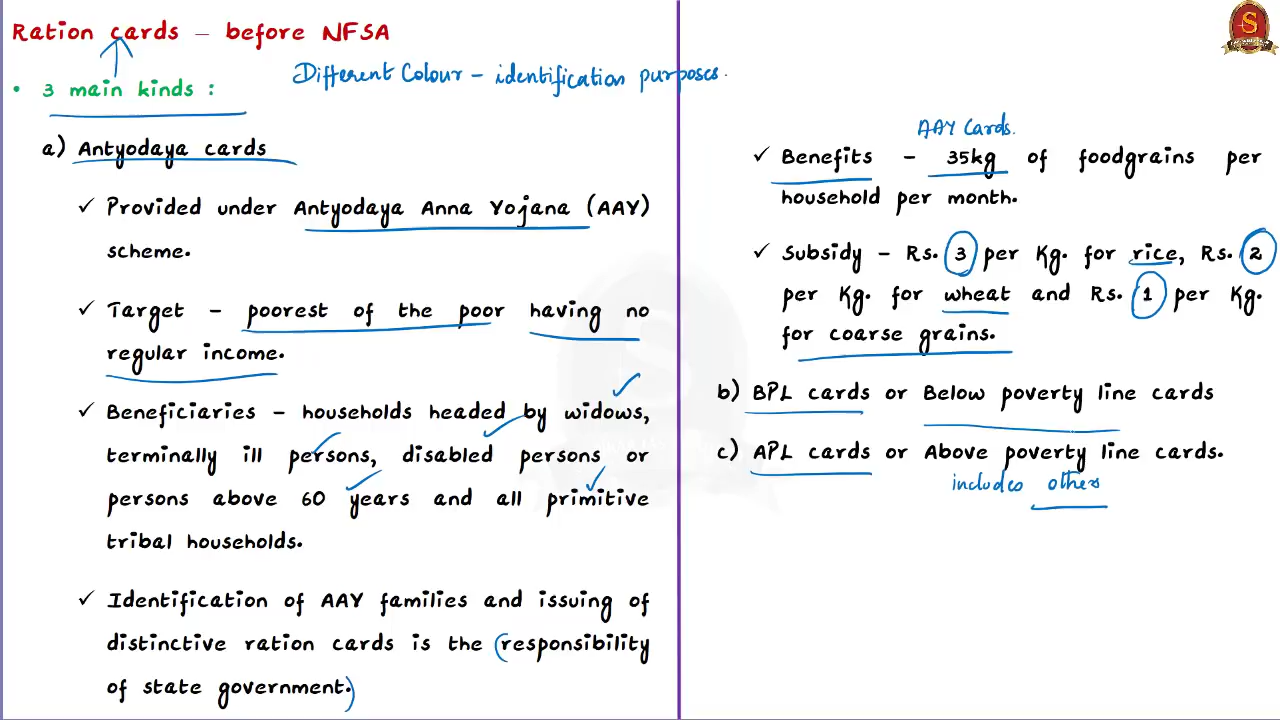 Ration cards – before NFSA
Different Colour – identification purposes.
• 3 main kinds :
a) Antyodaya cards
✓ Provided under Antyodaya Anna Yojana (AAY)
scheme.
✓ Target – poorest of the poor having no
regular income.
✓ Beneficiaries – households headed by widows,
terminally ill persons, disabled persons or
persons above 60 years and all primitive
tribal households.
✓ Identification of AAY families and issuing of
distinctive ration cards is the (responsibility
of state government.)
AAY Cards.
✓ Benefits – 35kg of foodgrains per
household per month.
✓ Subsidy – Rs. 3 per Kg. for rice, Rs. 2
per Kg. for wheat and Rs. 1 per Kg.
for coarse grains.
b) BPL cards or Below poverty line cards
c) APL cards or Above poverty line cards.
includes others
S